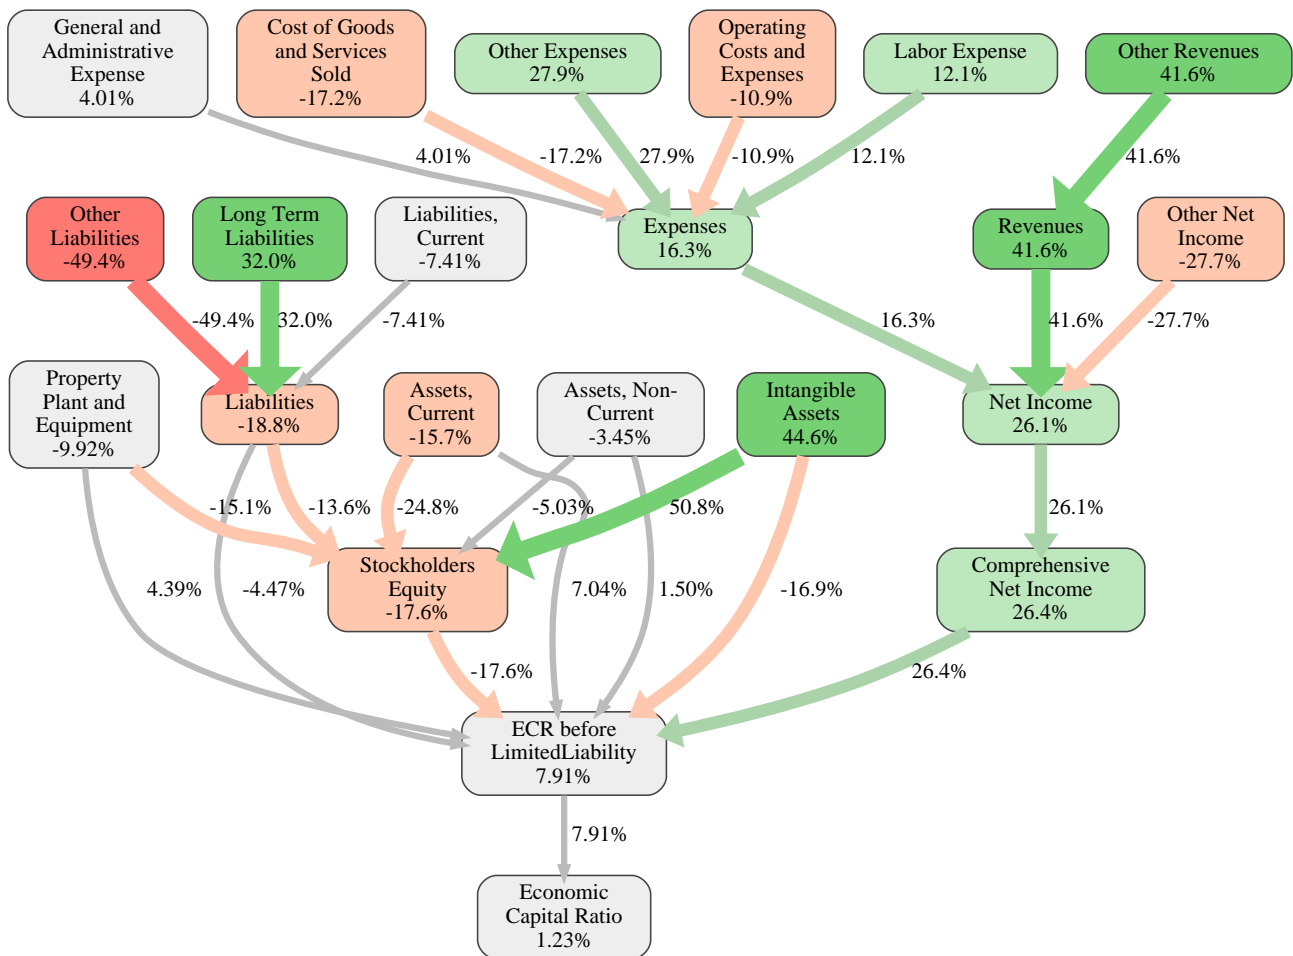 General and
Administrative
Expense
4.01%
Cost of Goods
and Services
Sold
-17.2%
Other Expenses
27.9%
Operating
Costs and
Expenses
-10.9%
Labor Expense
12.1%
Other Revenues
41.6%
4.01%
-17.2%
27.9%
-10.9%
12.1%
41.6%
Other
Liabilities
-49.4%
Long Term
Liabilities
32.0%
Liabilities,
Current
-7.41%
Expenses
16.3%
Revenues
41.6%
Other Net
Income
-27.7%
-49.4%
32.0%
-7.41%
16.3%
41.6%
-27.7%
Property
Plant and
Equipment
-9.92%
Liabilities
-18.8%
Assets,
Current
-15.7%
Assets, Non-
Current
-3.45%
Intangible
Assets
44.6%
Net Income
26.1%
-15.1%
-13.6%
-24.8%
-5.03%
50.8%
26.1%
4.39%
-4.47%
Stockholders
Equity
-17.6%
7.04%
1.50%
-16.9%
Comprehensive
Net Income
26.4%
-17.6%
26.4%
ECR before
LimitedLiability
7.91%
7.91%
Economic
Capital Ratio
1.23%